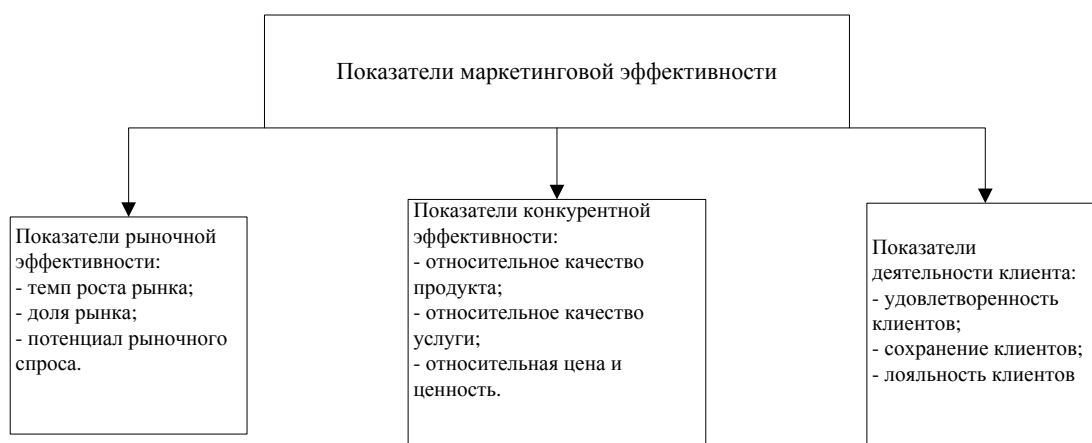 Показатели маркетинговой эффективности
Показатели рыночной
эффективности:
- темп роста рынка;
- доля рынка;
- потенциал рыночного
спроса.
Показатели конкурентной
эффективности:
- относительное качество
продукта;
- относительное качество
услуги;
- относительная цена и
ценность.
Показатели
деятельности клиента:
- удовлетворенность
клиентов;
- сохранение клиентов;
- лояльность клиентов